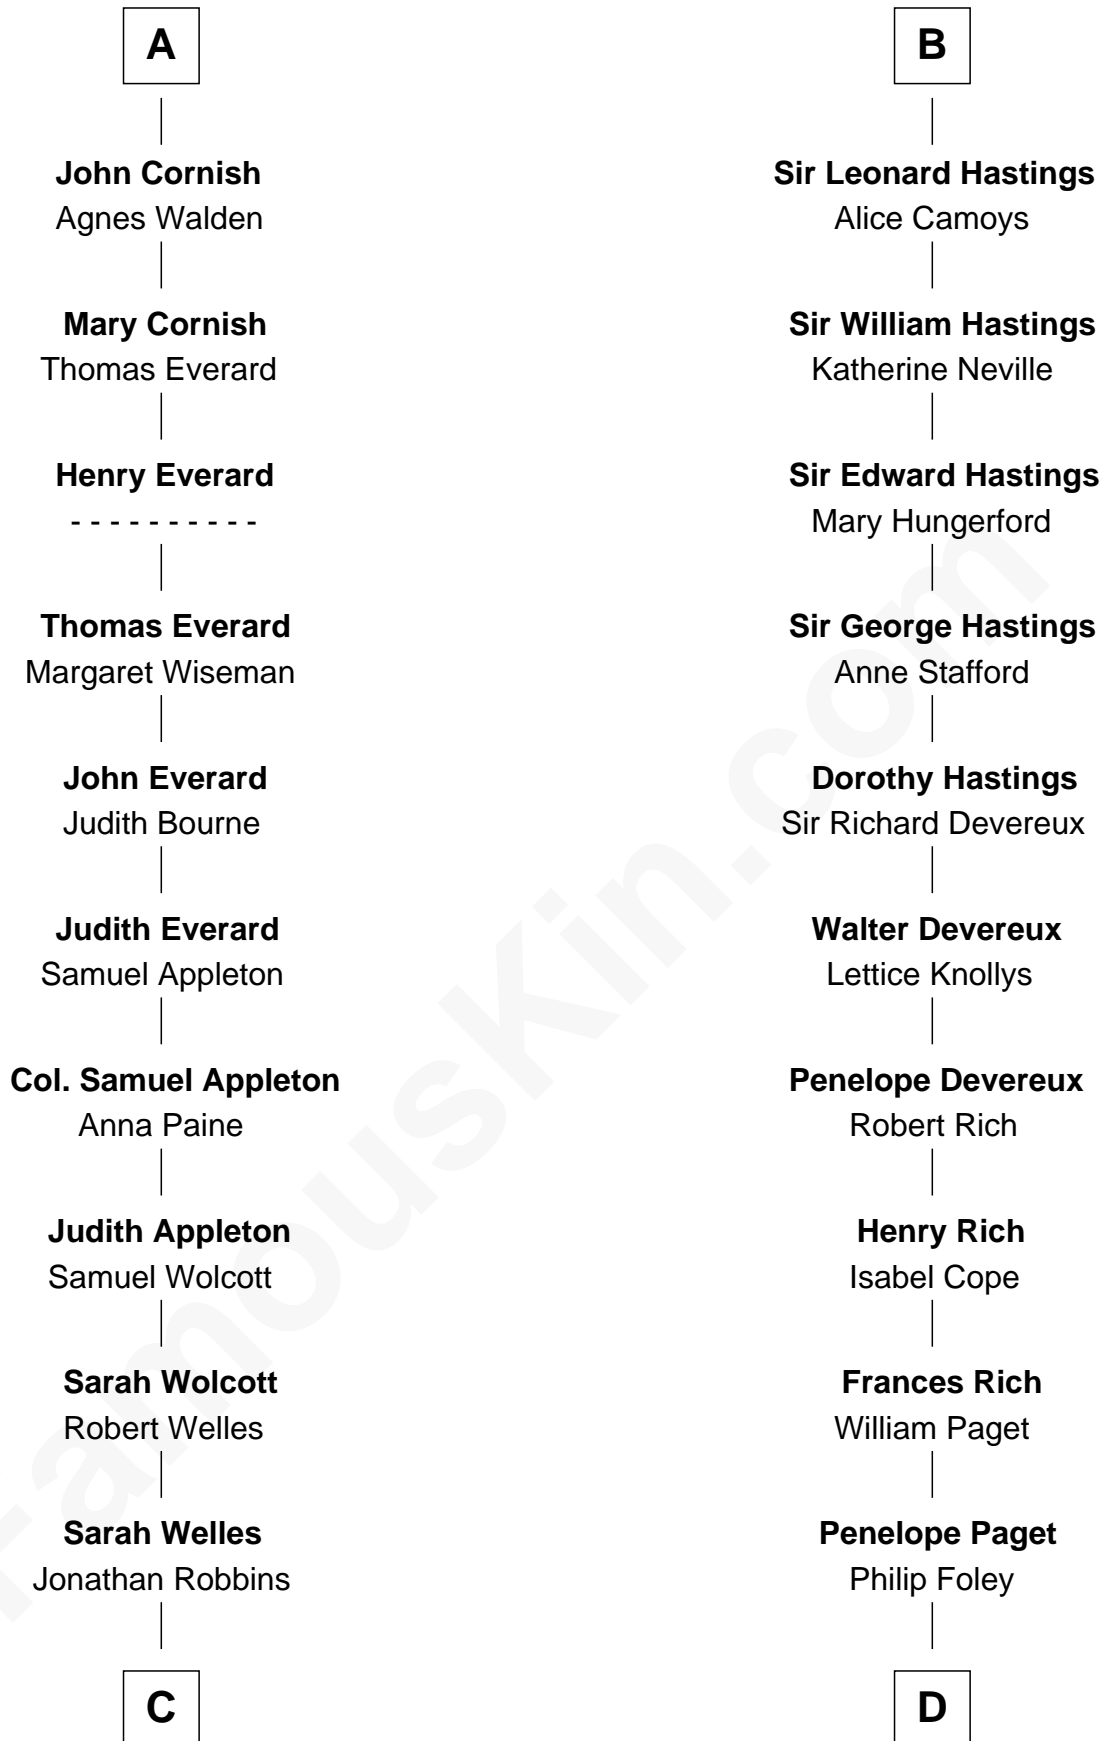 A
John Cornish
Agnes Walden
Mary Cornish
Thomas Everard
Henry Everard
- - - - - - - - - -
Thomas Everard
Margaret Wiseman
John Everard
Judith Bourne
Judith Everard
Samuel Appleton
Col. Samuel Appleton
Anna Paine
Judith Appleton
Samuel Wolcott
Sarah Wolcott
Robert Welles
Sarah Welles
Jonathan Robbins
C
B
Sir Leonard Hastings
Alice Camoys
Sir William Hastings
Katherine Neville
Sir Edward Hastings
Mary Hungerford
Sir George Hastings
Anne Stafford
Dorothy Hastings
Sir Richard Devereux
Walter Devereux
Lettice Knollys
Penelope Devereux
Robert Rich
Henry Rich
Isabel Cope
Frances Rich
William Paget
Penelope Paget
Philip Foley
D
FamousKin.com